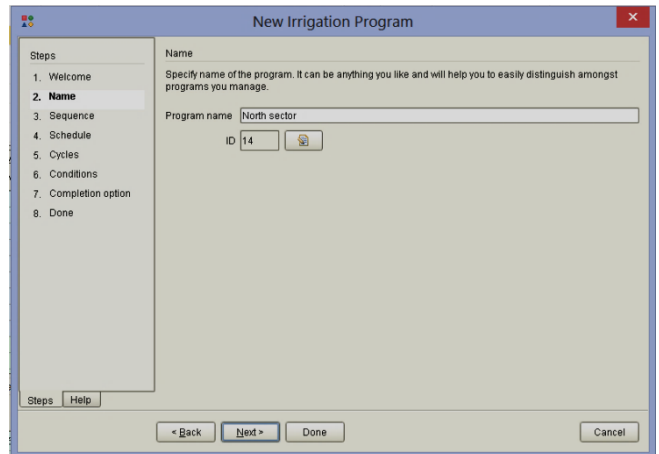 New Irrigation Program
Steps
1. Welcome
2. Name
3. Sequence
4. Schedule
5. Cycles
6. Conditions
7. Completion option
8. Done
Name
Specify name of the program. It can be anything you like and will help you to easily distinguish amongst
programs you manage.
Program name North sector
ID 14
Steps Help
< Back Next > Done Cancel